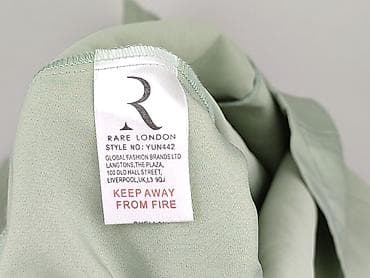 R
RARE LONDON
STYLE NO: YUN442
GLOBAL FASHION BRANDS LTD
LANGTONS, THE PLAZA,
100 OLD HALL STREET,
LIVERPOOL, UK, L3 9QJ
KEEP AWAY
FROM FIRE